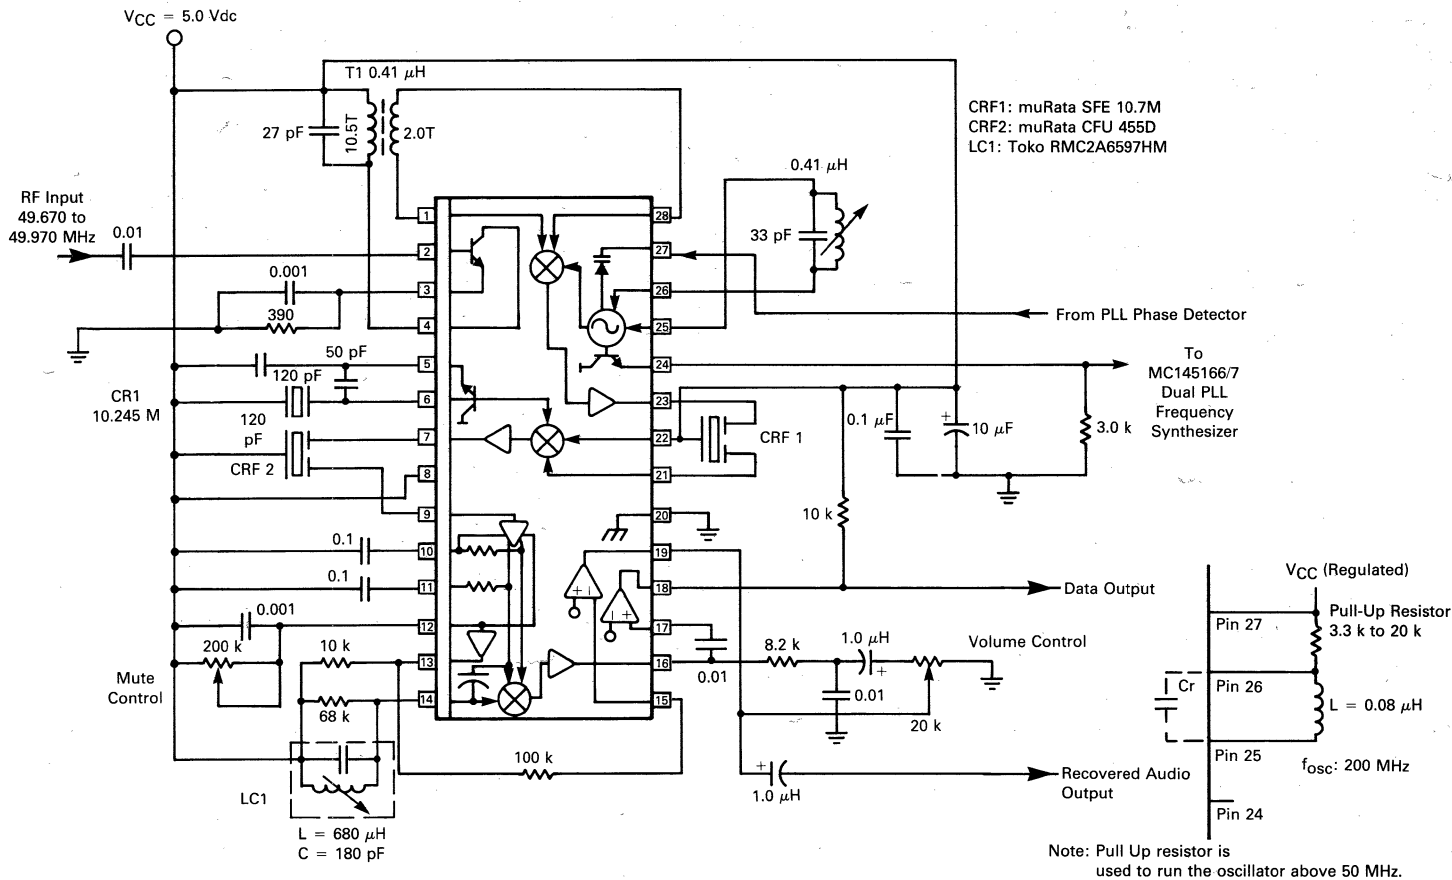 VCC = 5.0 Vdc
T1 0.41 μH
27 pF
10.5T
2.0T
CRF1: muRata SFE 10.7M
CRF2: muRata CFU 455D
LC1: Toko RMC2A6597HM
RF Input
49.670 to
49.970 MHz
0.01
0.41 μH
33 pF
0.001
390
From PLL Phase Detector
To
MC145166/7
Dual PLL
Frequency
Synthesizer
50 pF
120 pF
CR1
10.245 M
120
pF
CRF 2
CRF 1
0.1 μF
10 μF
+
3.0 k
10 k
0.1
0.1
0.001
200 k
Mute
Control
10 k
68 k
100 k
LC1
L = 680 μH
C = 180 pF
1
2
3
4
5
6
7
8
9
10
11
12
13
14
28
27
26
25
24
23
22
21
20
19
18
17
16
15
+ −
− +
Data Output
0.01
8.2 k
1.0 μH
+
0.01
20 k
Volume Control
+
1.0 μH
Recovered Audio
Output
VCC (Regulated)
Pin 27
Pull-Up Resistor
3.3 k to 20 k
Pin 26
Cr
L = 0.08 μH
Pin 25
fosc: 200 MHz
Pin 24
Note: Pull Up resistor is
used to run the oscillator above 50 MHz.